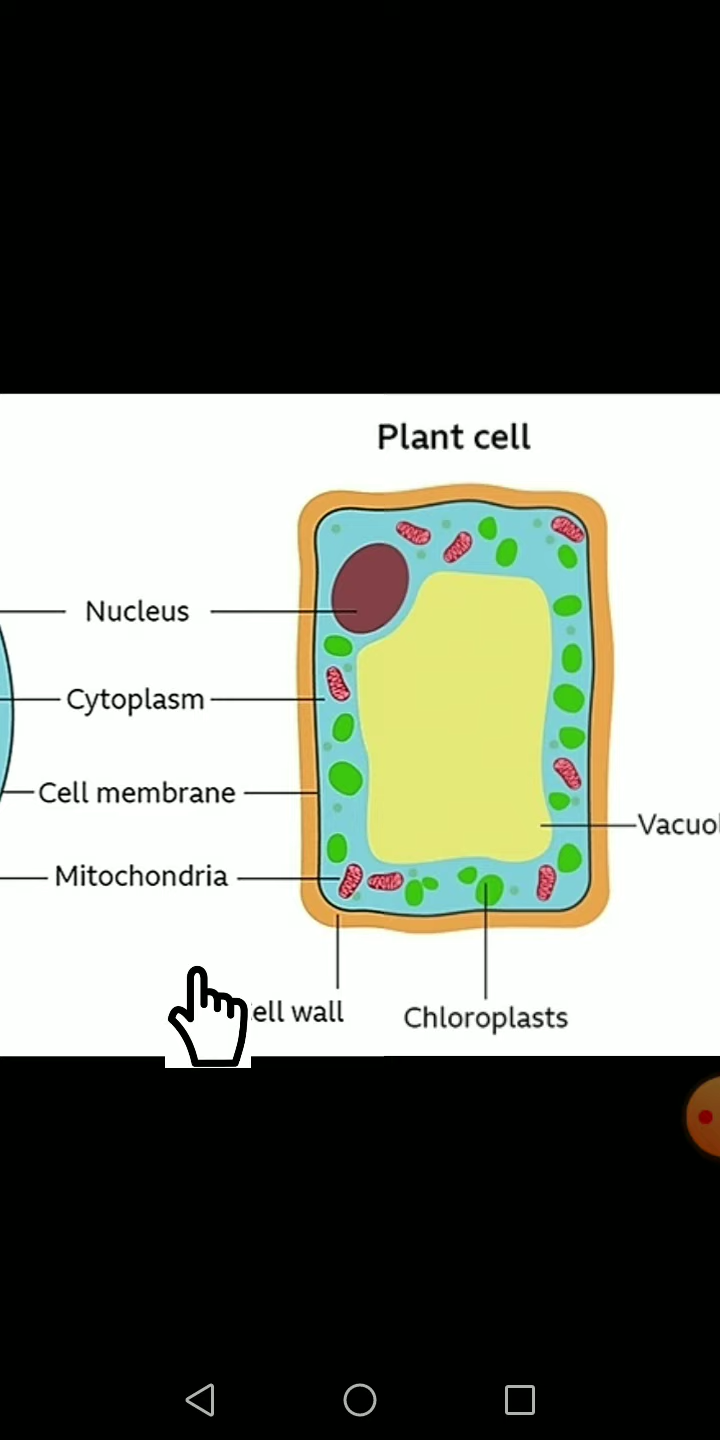 Plant cell
Nucleus
Cytoplasm
Cell membrane
Vacuol
Mitochondria
ell wall
Chloroplasts